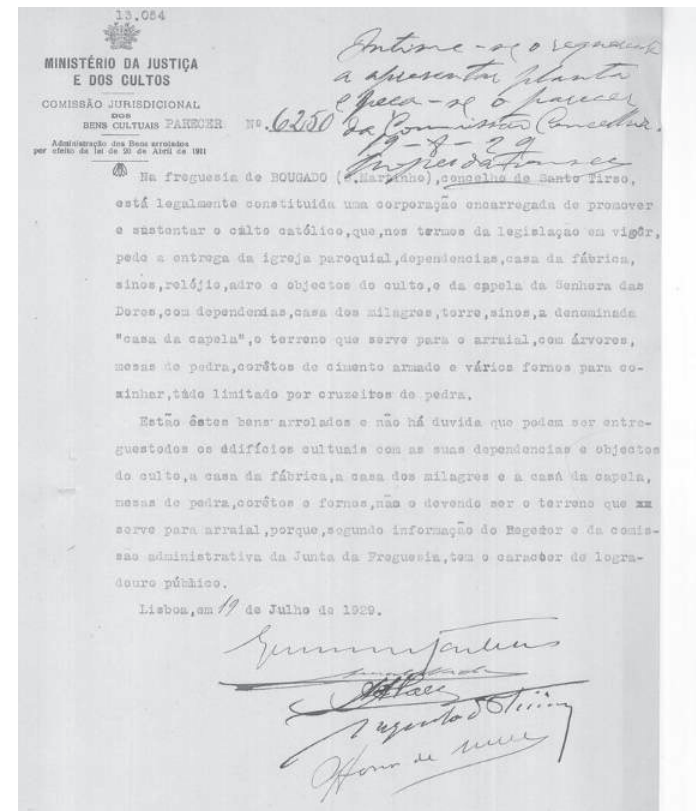 13.064
MINISTÉRIO DA JUSTIÇA
E DOS CULTOS
COMISSÃO JURISDICIONAL
DOS
BENS CULTUAIS PARECER Nº. 6250
Administração dos Bens arrolados
por efeito da lei de 20 de Abril de 1911
Intime-se o requerente
a apresentar planta
e peça-se o parecer
da Commissão Concelhia.
19-8-29
Na freguesia de BOUGADO (S.Martinho),concelho de Santo Tirso,
está legalmente constituida uma corporação encarregada de promover
e sustentar o culto católico,que,nos termos da legislação em vigôr,
pede a entrega da igreja paroquial,dependencias,casa da fábrica,
sinos,relójio,adro e objectos do culto,e da capela da Senhora das
Dores,com dependemias,casa dos milagres,torre,sinos,a denominada
"casa da capela",o terreno que serve para o arraial,com árvores,
mesas de pedra,corêtos de cimento armado e vários fornos para co-
sinhar,tudo limitado por cruzeiros de pedra.
Estão êstes bens arrolados e não há duvida que podem ser entre-
guestodos os edifícios cultuais com as suas dependencias e objectos
do culto,a casa da fábrica,a casa dos milagres e a casa da capela,
mesas de pedra,corêtos e fornos,não o devendo ser o terreno que xx
serve para arraial,porque,segundo informação do Regedor e da comis-
são administrativa da Junta da Freguesia,tem o caracter de logra-
douro público.
Lisboa,em 19 de Julho de 1929.